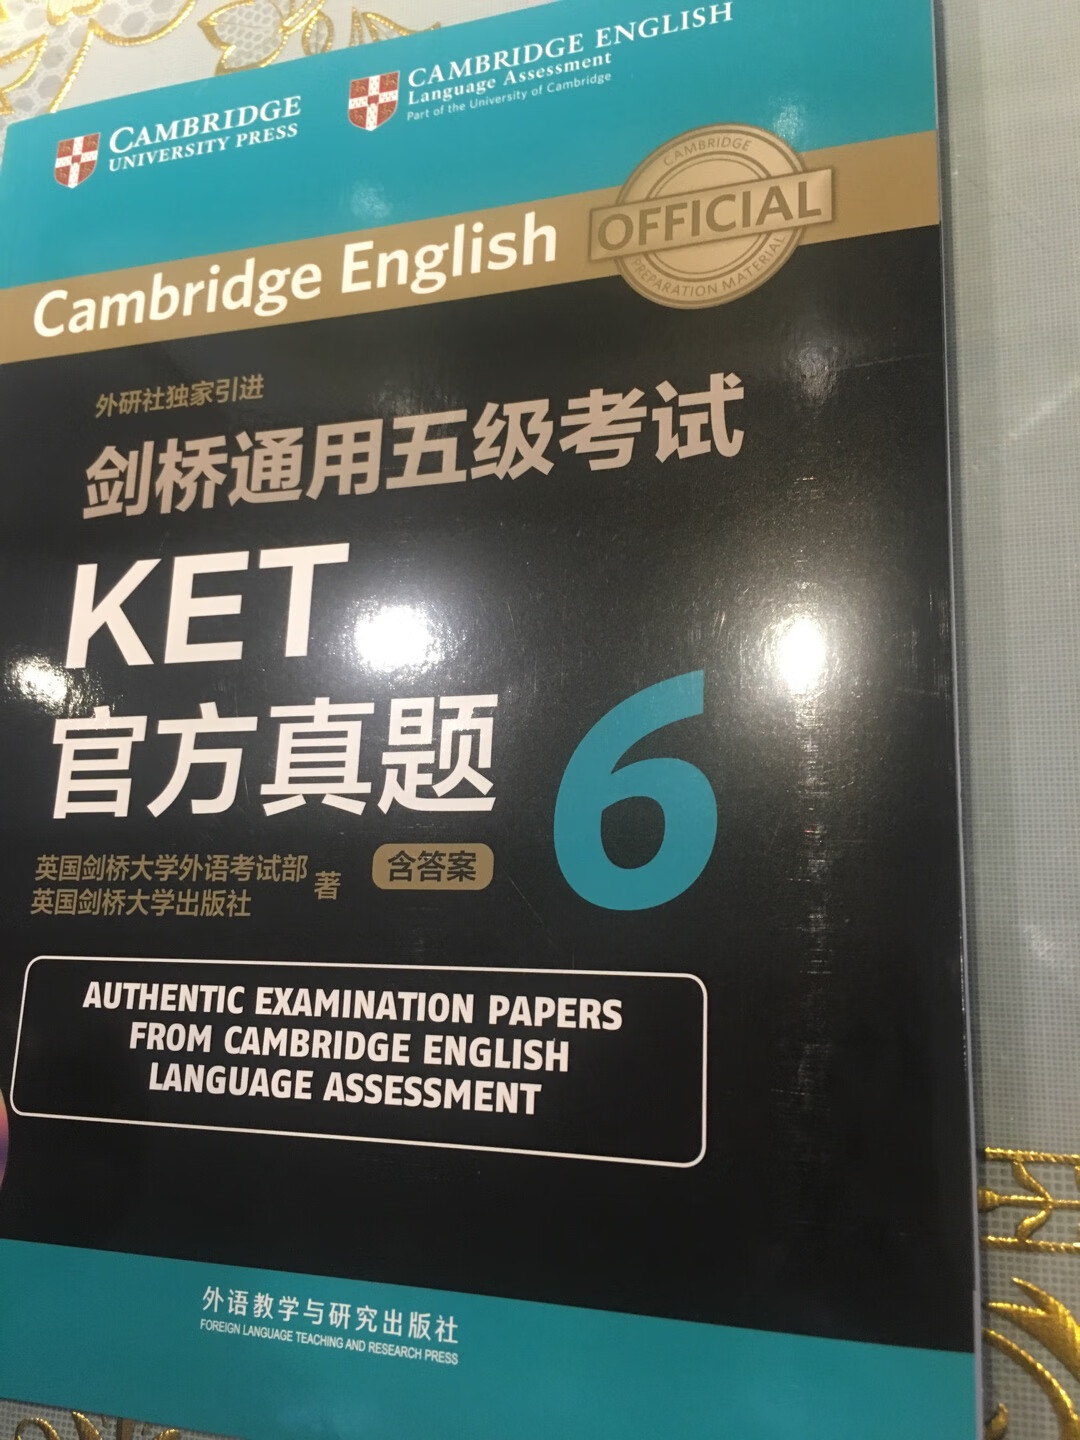 CAMBRIDGE
UNIVERSITY PRESS
CAMBRIDGE ENGLISH
Language Assessment
Part of the University of Cambridge
CAMBRIDGE
OFFICIAL
PREPARATION MATERIAL
Cambridge English
外研社独家引进
剑桥通用五级考试
KET
官方真题
6
英国剑桥大学外语考试部
英国剑桥大学出版社
著
含答案
AUTHENTIC EXAMINATION PAPERS
FROM CAMBRIDGE ENGLISH
LANGUAGE ASSESSMENT
外语教学与研究出版社
FOREIGN LANGUAGE TEACHING AND RESEARCH PRESS